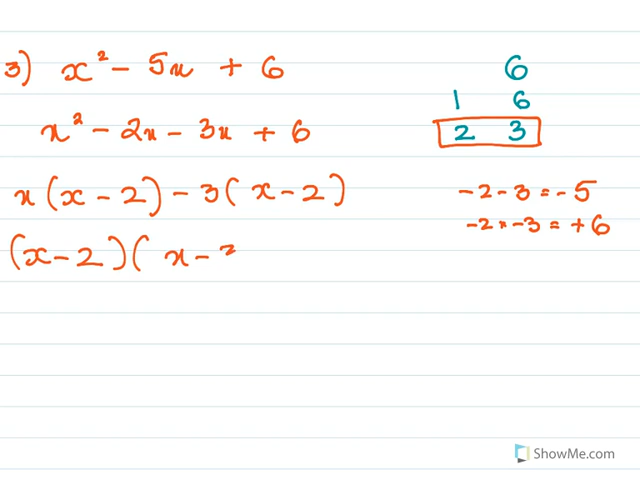 3) x² - 5x + 6
x² - 2x - 3x + 6
x(x - 2) - 3(x - 2)
(x - 2)(x -
6
1 6
2 3
-2 - 3 = -5
-2 × -3 = +6
ShowMe.com